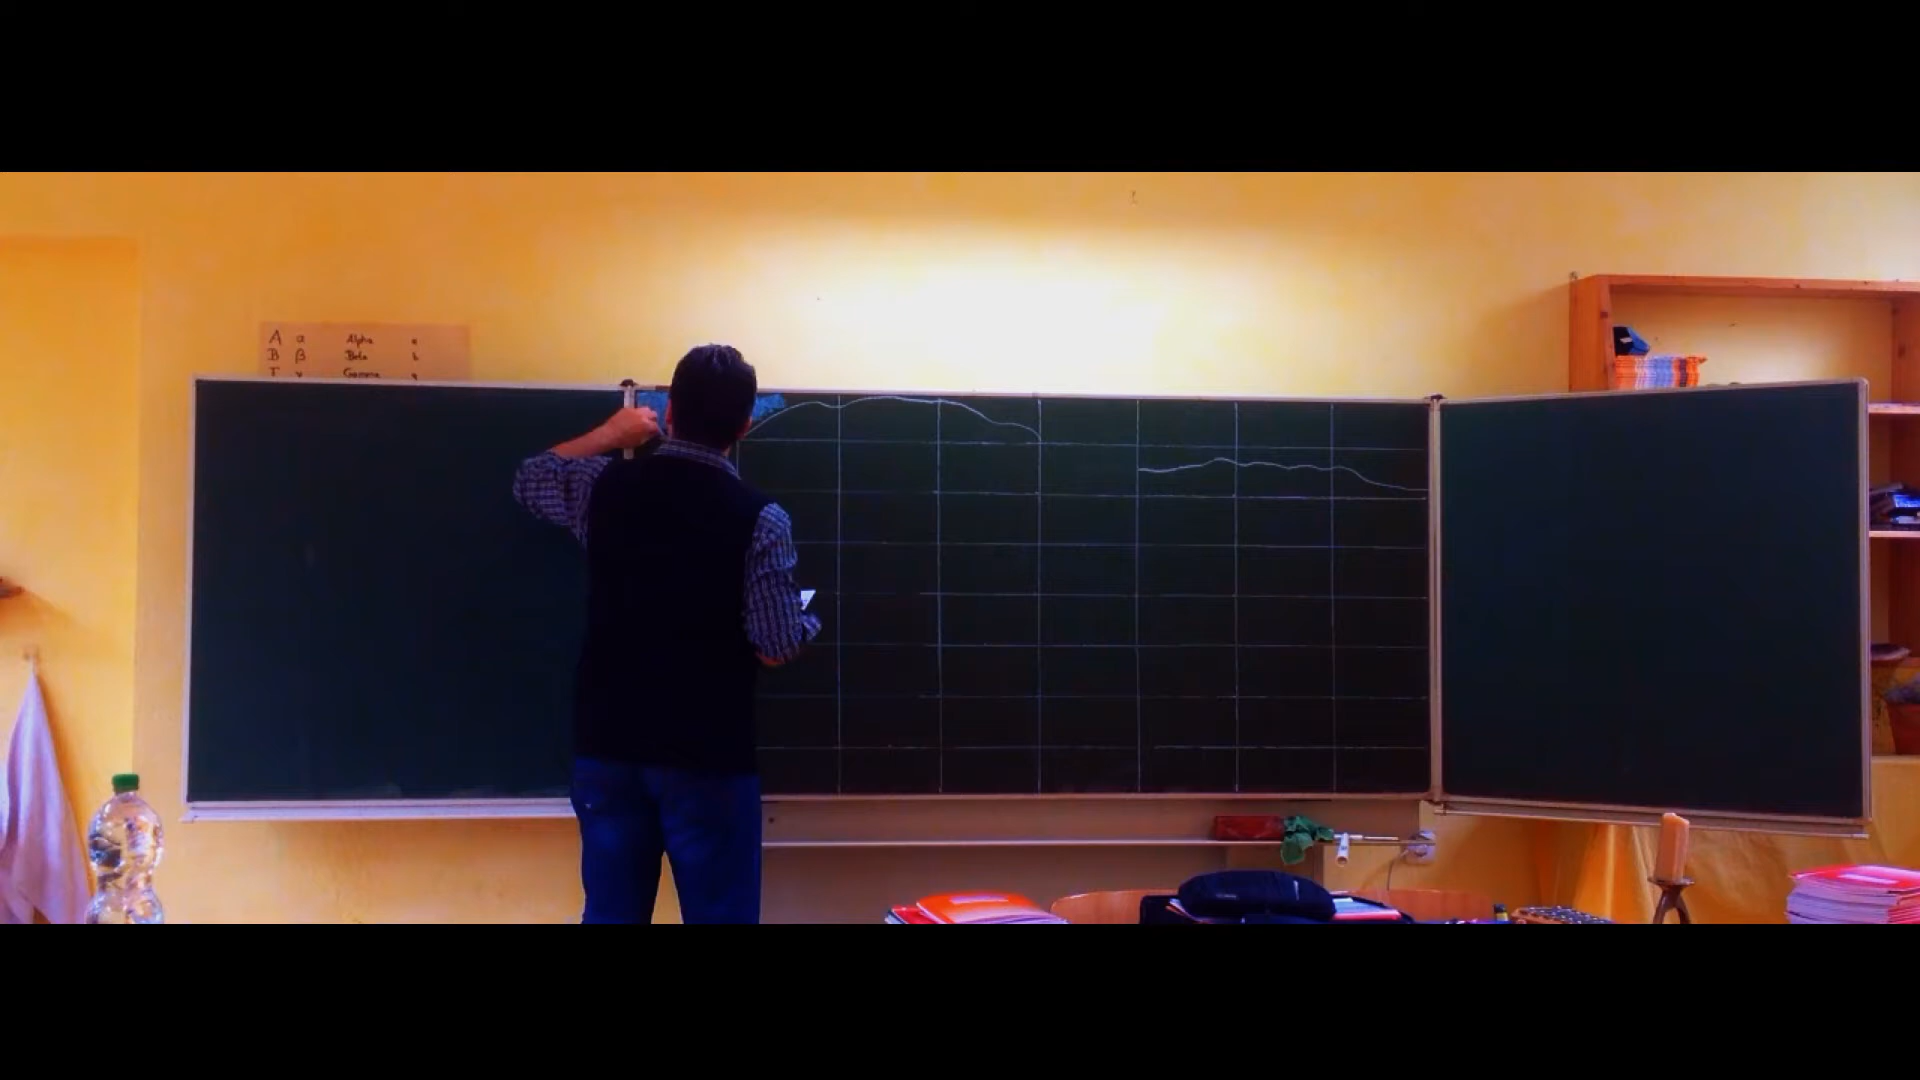 A α Alpha a
B β Beta b
Γ γ Gamma g